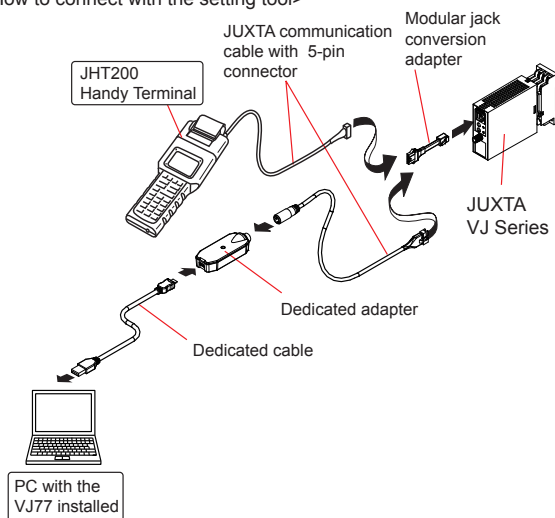 ow to connect with the setting tool>
JUXTA communication
cable with 5-pin
connector
Modular jack
conversion
adapter
JHT200
Handy Terminal
JUXTA
VJ Series
Dedicated adapter
Dedicated cable
PC with the
VJ77 installed